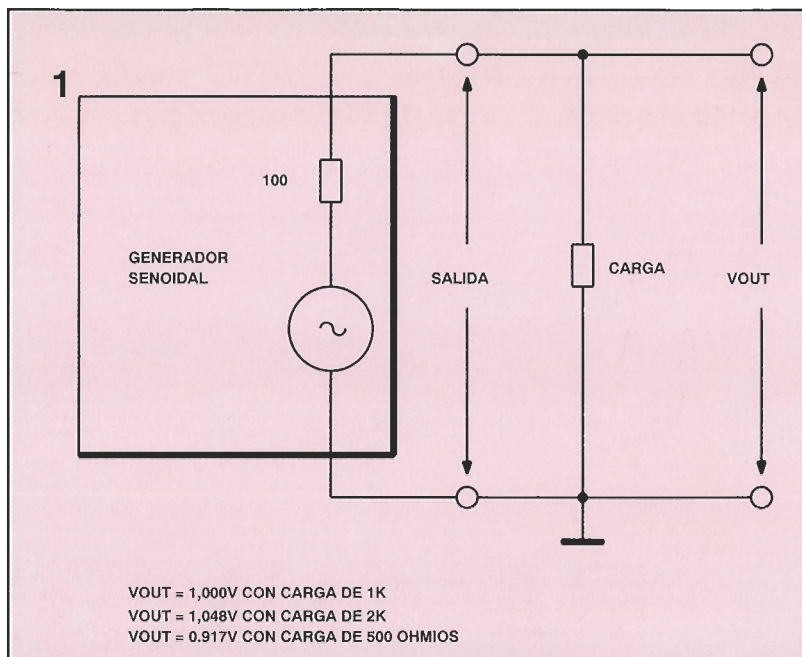 1
100
GENERADOR
SENOIDAL
SALIDA
CARGA
VOUT
VOUT = 1,000V CON CARGA DE 1K
VOUT = 1,048V CON CARGA DE 2K
VOUT = 0.917V CON CARGA DE 500 OHMIOS